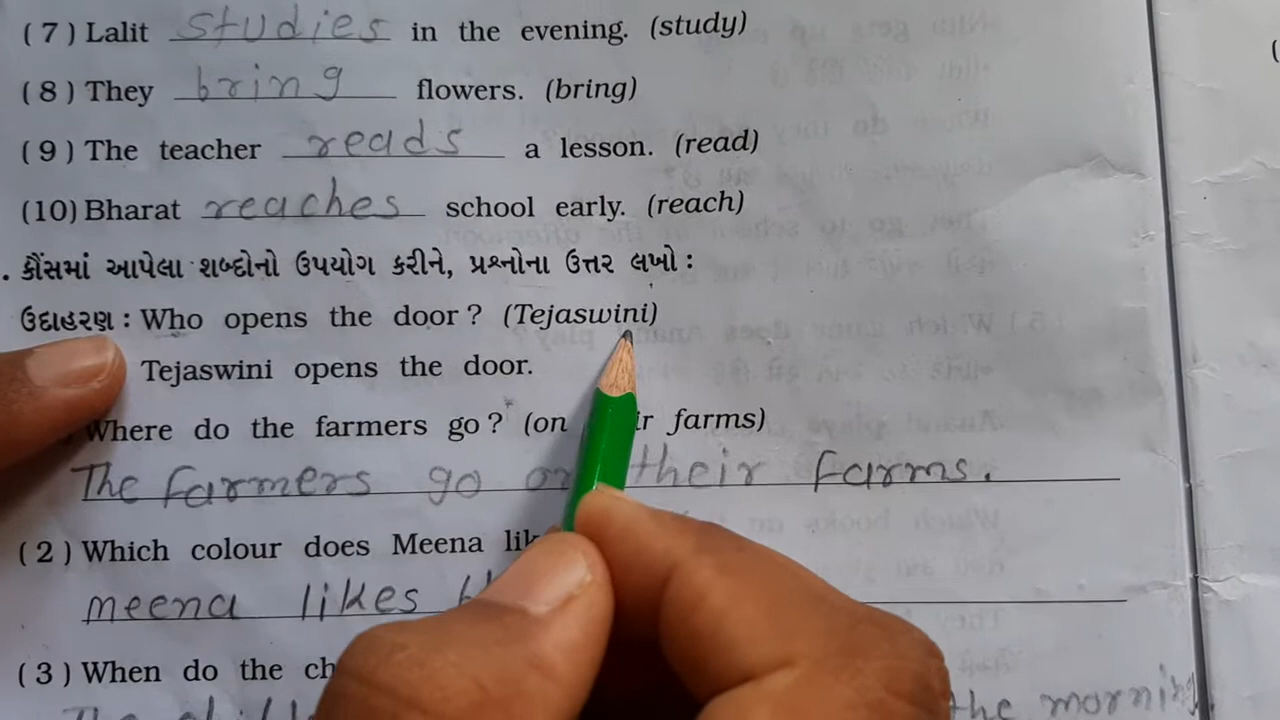 (7) Lalit studies in the evening. (study)
(8) They bring flowers. (bring)
(9) The teacher reads a lesson. (read)
(10) Bharat reaches school early. (reach)
. કૌંસમાં આપેલા શબ્દોનો ઉપયોગ કરીને, પ્રશ્નોના ઉત્તર લખો :
ઉદાહરણ : Who opens the door? (Tejaswini)
Tejaswini opens the door.
Where do the farmers go? (on farms)
The farmers go on their farms.
(2) Which colour does Meena
meena likes
(3) When do the
The the morning